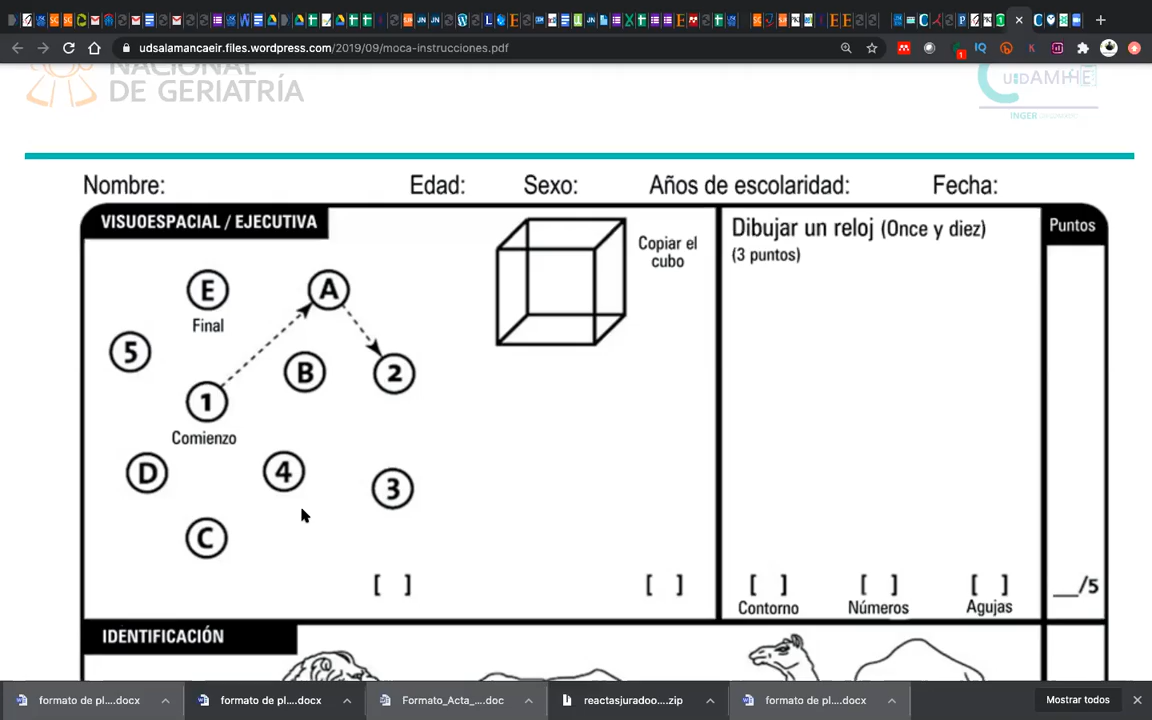 udsalamancaeir.files.wordpress.com/2019/09/moca-instrucciones.pdf
NACIONAL
DE GERIATRÍA
CUIDAMHE
INGER
Nombre: Edad: Sexo: Años de escolaridad: Fecha:
VISUOESPACIAL / EJECUTIVA
Copiar el
cubo
Dibujar un reloj (Once y diez)
(3 puntos)
Puntos
E
Final
A
5
B
2
1
Comienzo
D
4
3
C
[ ] [ ]
[ ] [ ] [ ]
Contorno Números Agujas
__/5
IDENTIFICACIÓN
formato de pl....docx
formato de pl....docx
Formato_Acta_....doc
reactasjuradoo....zip
formato de pl....docx
Mostrar todos